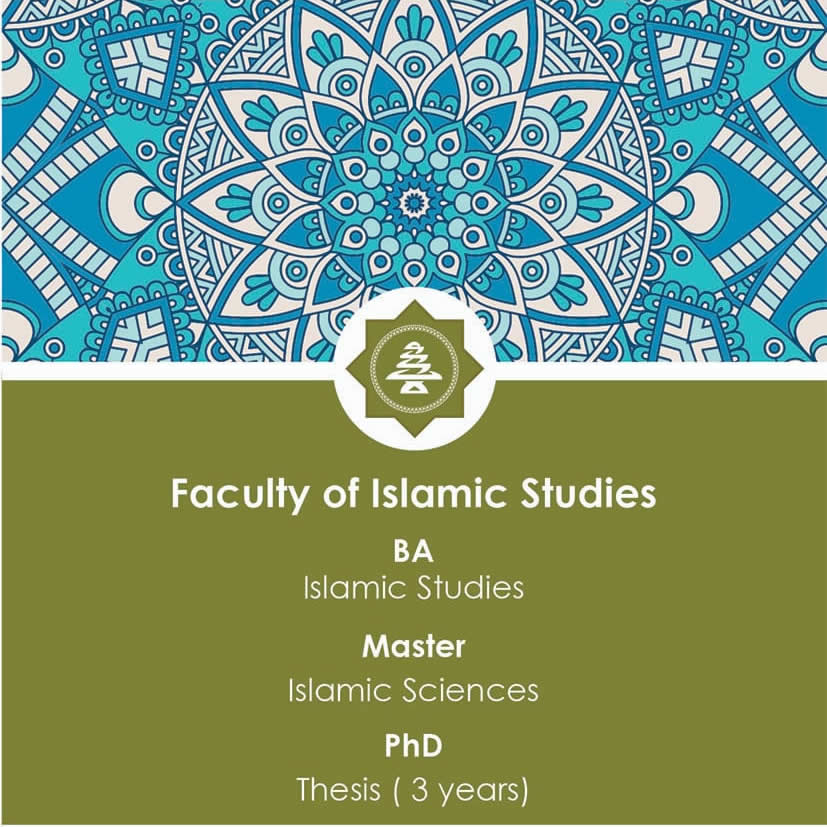 Faculty of Islamic Studies
BA
Islamic Studies
Master
Islamic Sciences
PhD
Thesis ( 3 years)